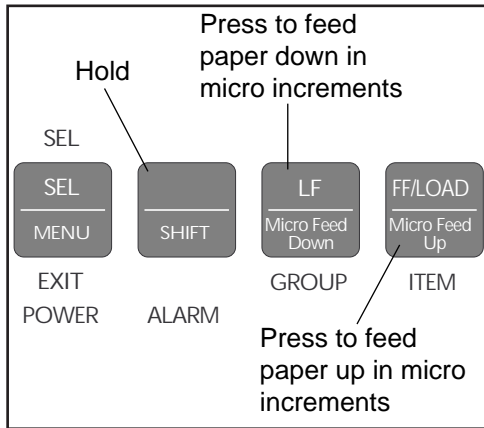 Press to feed
paper down in
micro increments
Hold
SEL
SEL
MENU
SHIFT
LF
Micro Feed
Down
FF/LOAD
Micro Feed
Up
EXIT
GROUP
ITEM
POWER
ALARM
Press to feed
paper up in micro
increments